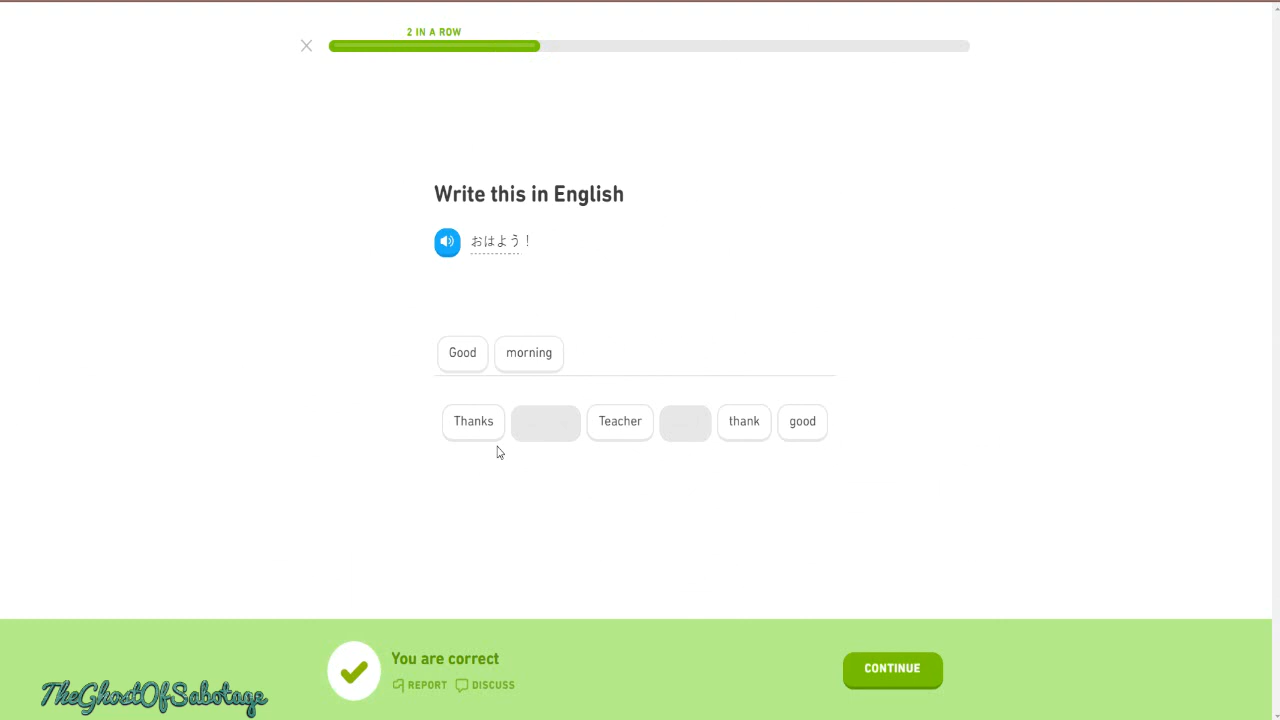 2 IN A ROW
Write this in English
おはよう！
Good morning
Thanks Teacher thank good
You are correct
REPORT DISCUSS
CONTINUE
TheGhostOfSabotage